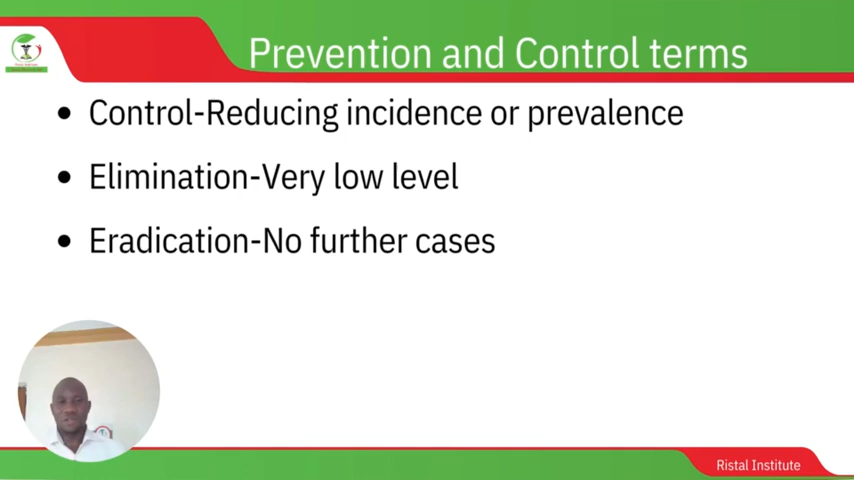 Prevention and Control terms
• Control-Reducing incidence or prevalence
• Elimination-Very low level
• Eradication-No further cases
Ristal Institute